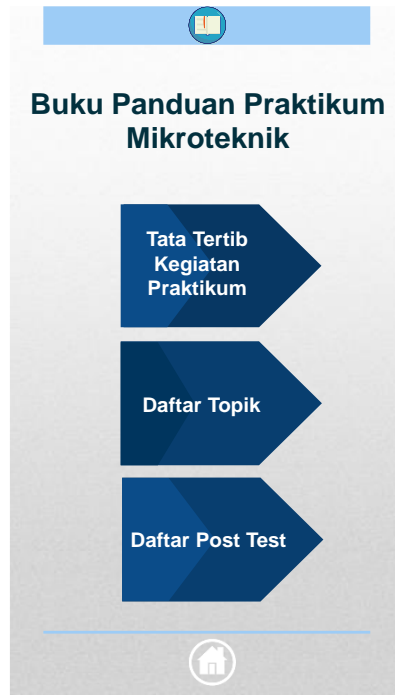 Buku Panduan Praktikum
Mikroteknik
Tata Tertib
Kegiatan
Praktikum
Daftar Topik
Daftar Post Test